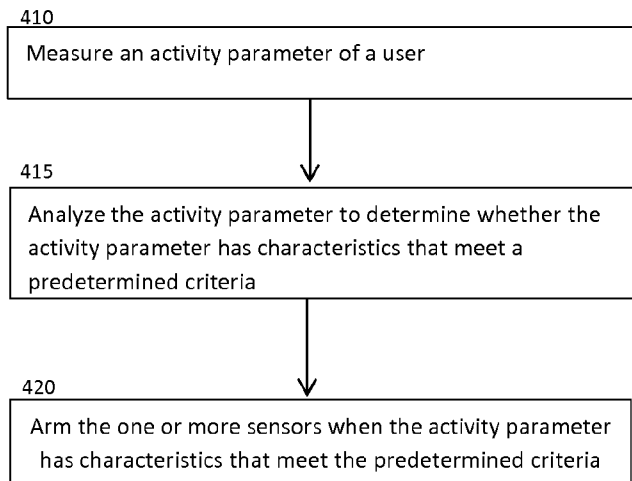 410
Measure an activity parameter of a user
415
Analyze the activity parameter to determine whether the
activity parameter has characteristics that meet a
predetermined criteria
420
Arm the one or more sensors when the activity parameter
has characteristics that meet the predetermined criteria